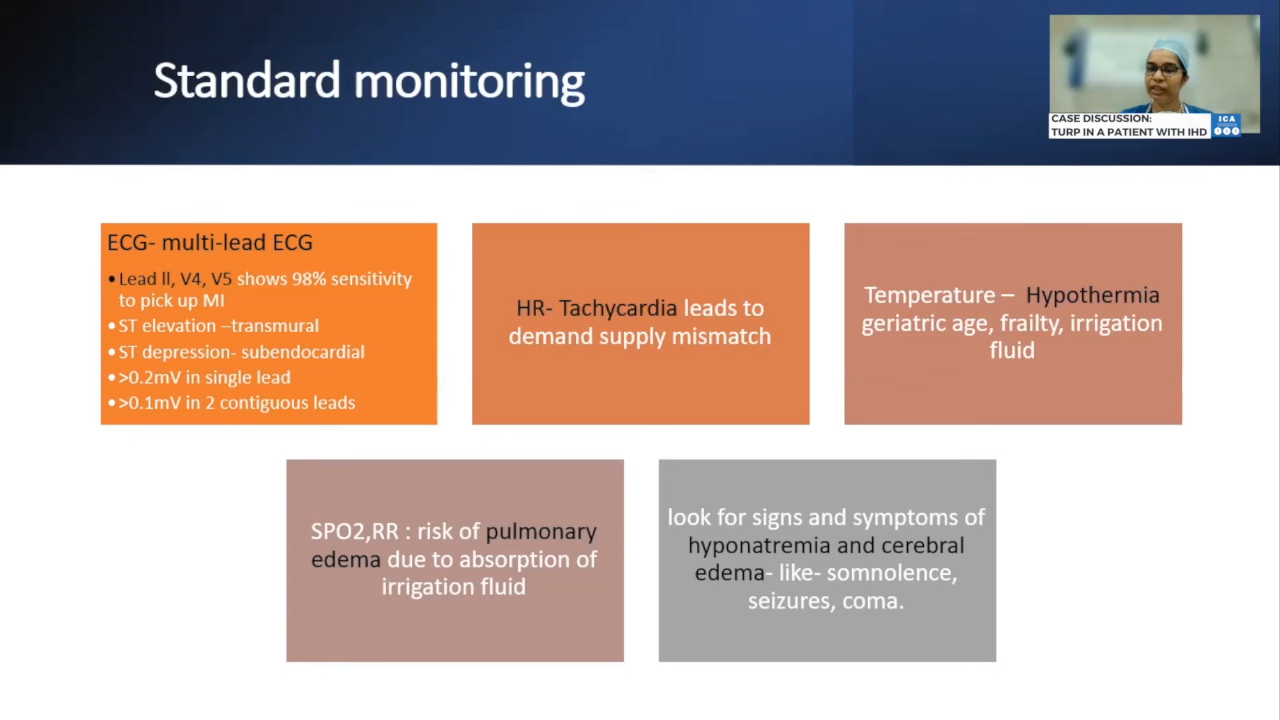 Standard monitoring
CASE DISCUSSION:
TURP IN A PATIENT WITH IHD
ICA
ECG- multi-lead ECG
•Lead ll, V4, V5 shows 98% sensitivity
to pick up MI
•ST elevation –transmural
•ST depression- subendocardial
•>0.2mV in single lead
•>0.1mV in 2 contiguous leads
HR- Tachycardia leads to
demand supply mismatch
Temperature – Hypothermia
geriatric age, frailty, irrigation
fluid
SPO2,RR : risk of pulmonary
edema due to absorption of
irrigation fluid
look for signs and symptoms of
hyponatremia and cerebral
edema- like- somnolence,
seizures, coma.